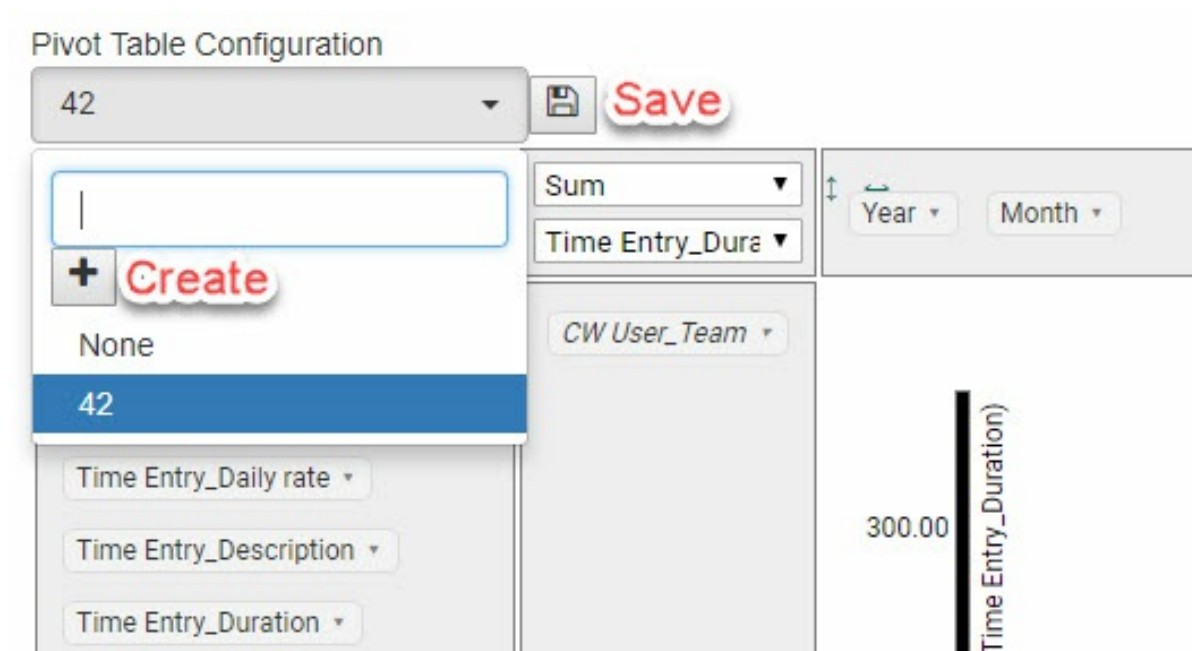 Pivot Table Configuration
42
Save
Sum
Year
Month
Time Entry_Dura
Create
None
CW User_Team
42
Time Entry_Daily rate
Time Entry_Description
Time Entry_Duration
300.00
Time Entry_Duration)